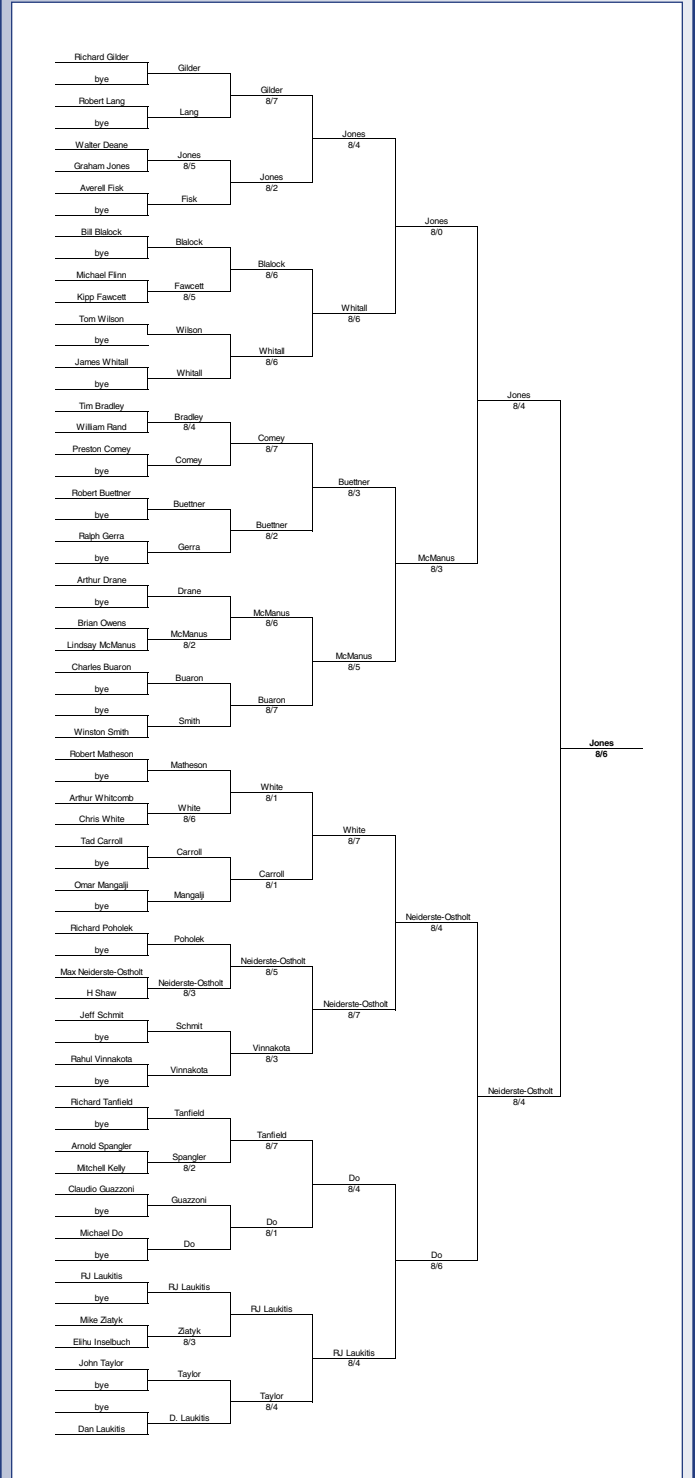 Richard Gilder
bye
Robert Lang
bye
Walter Deane
Graham Jones
Averell Fisk
bye
Bill Blalock
bye
Michael Flinn
Kipp Fawcett
Tom Wilson
bye
James Whitall
bye
Tim Bradley
William Rand
Preston Comey
bye
Robert Buettner
bye
Ralph Gerra
bye
Arthur Drane
bye
Brian Owens
Lindsay McManus
Charles Buaron
bye
bye
Winston Smith
Robert Matheson
bye
Arthur Whitcomb
Chris White
Tad Carroll
bye
Omar Mangalji
bye
Richard Poholek
bye
Max Neiderste-Ostholt
H Shaw
Jeff Schmit
bye
Rahul Vinnakota
bye
Richard Tanfield
bye
Arnold Spangler
Mitchell Kelly
Claudio Guazzoni
bye
Michael Do
bye
RJ Laukitis
bye
Mike Zlatyk
Elihu Inselbuch
John Taylor
bye
bye
Dan Laukitis
Gilder
Lang
Jones
8/5
Fisk
Blalock
Fawcett
8/5
Wilson
Whitall
Bradley
8/4
Comey
Buettner
Gerra
Drane
McManus
8/2
Buaron
Smith
Matheson
White
8/6
Carroll
Mangalji
Poholek
Neiderste-Ostholt
8/3
Schmit
Vinnakota
Tanfield
Spangler
8/2
Guazzoni
Do
RJ Laukitis
Zlatyk
8/3
Taylor
D. Laukitis
Gilder
8/7
Jones
8/2
Blalock
8/6
Whitall
8/6
Comey
8/7
Buettner
8/2
McManus
8/6
Buaron
8/7
White
8/1
Carroll
8/1
Neiderste-Ostholt
8/5
Vinnakota
8/3
Tanfield
8/7
Do
8/1
RJ Laukitis
Taylor
8/4
Jones
8/4
Whitall
8/6
Buettner
8/3
McManus
8/5
White
8/7
Neiderste-Ostholt
8/7
Do
8/4
RJ Laukitis
8/4
Jones
8/0
McManus
8/3
Neiderste-Ostholt
8/4
Do
8/6
Jones
8/4
Neiderste-Ostholt
8/4
Jones
8/6